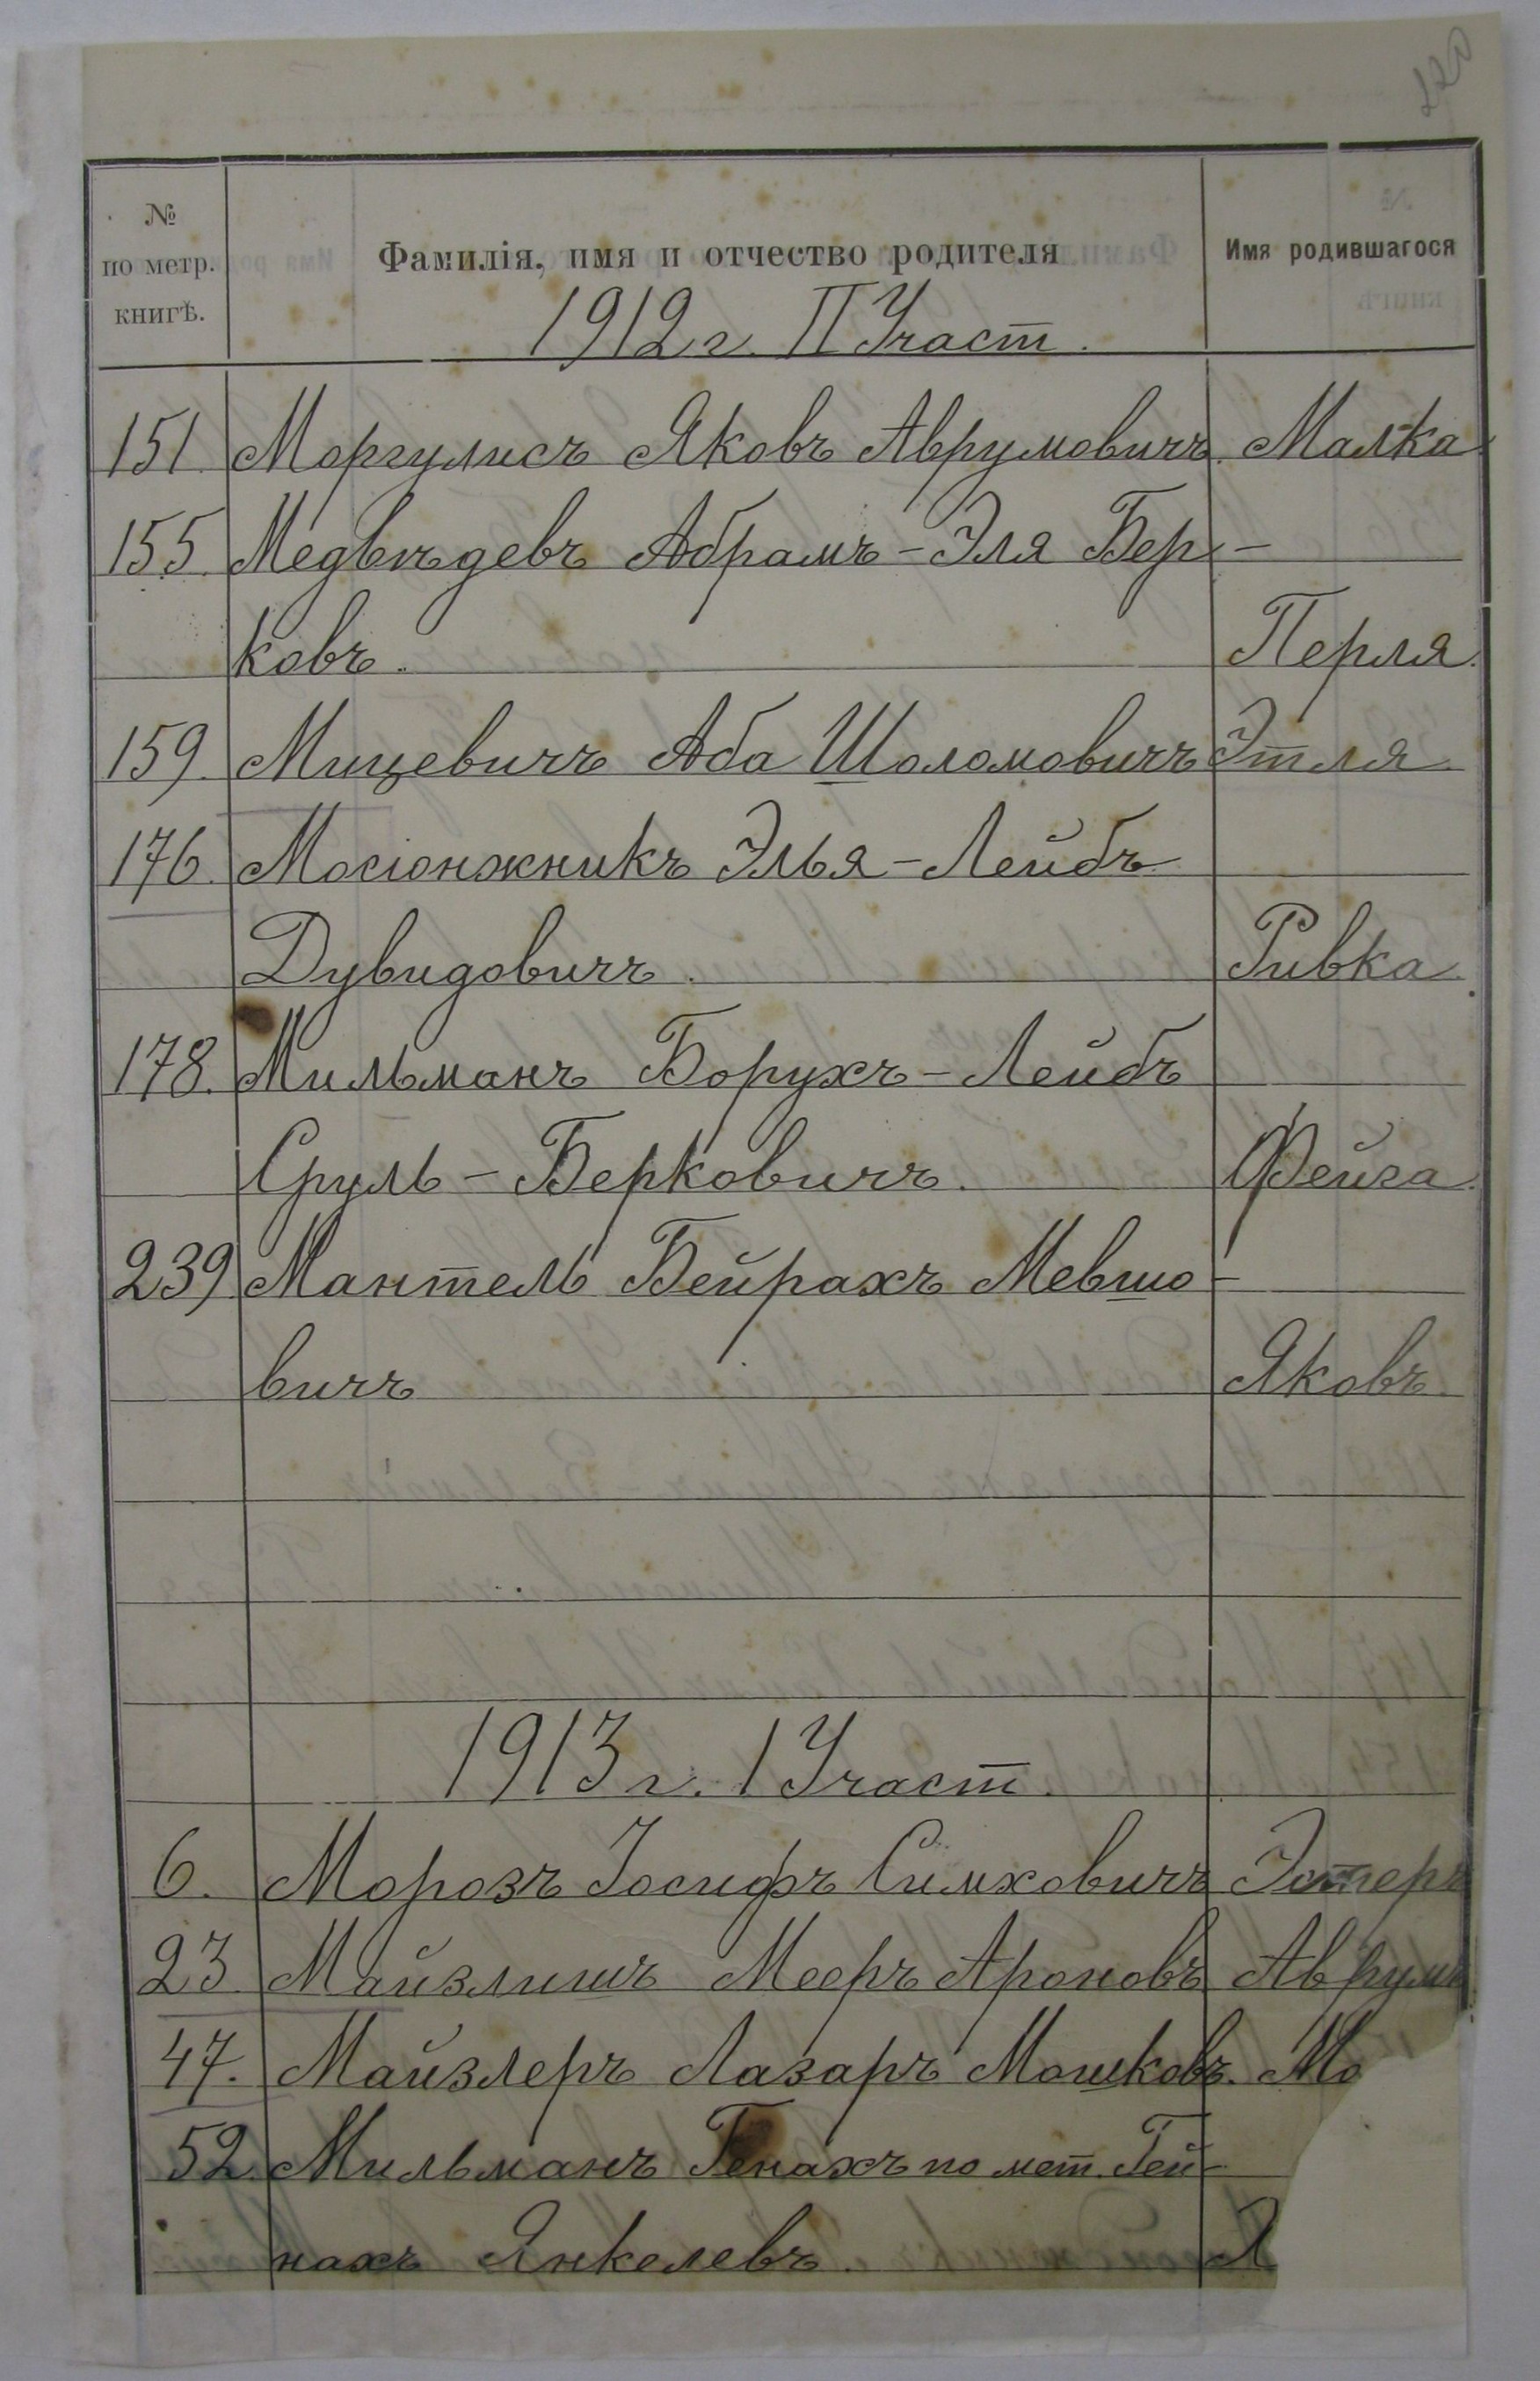 № по метр. книгѣ. Фамилія, имя и отчество родителя Имя родившагося
1912 г. II Участ.
151. Моргулисъ Яковъ Аврумовичъ. Малка
155. Медвѣдевъ Абрамъ-Эля Бер-
ковъ. Перля.
159. Мицевичъ Аба Шоломовичъ Этля.
176. Мосіонжникъ Элья-Лейбъ
Дувидовичъ. Ривка.
178. Мильманъ Борухъ-Лейбъ
Сруль-Берковичъ. Фейга.
239 Мантель Бейрахъ Мевшо-
вичъ Яковъ.
1913 г. I Участ.
6. Морозъ Іосифъ Симховичъ Эстеръ
23 Майзлишъ Мееръ Ароновъ Аврумъ
47. Майзлеръ Лазаръ Мошковъ. Мо
52. Мильманъ Генахъ по мет. Гей-
нахъ Янкелевъ.